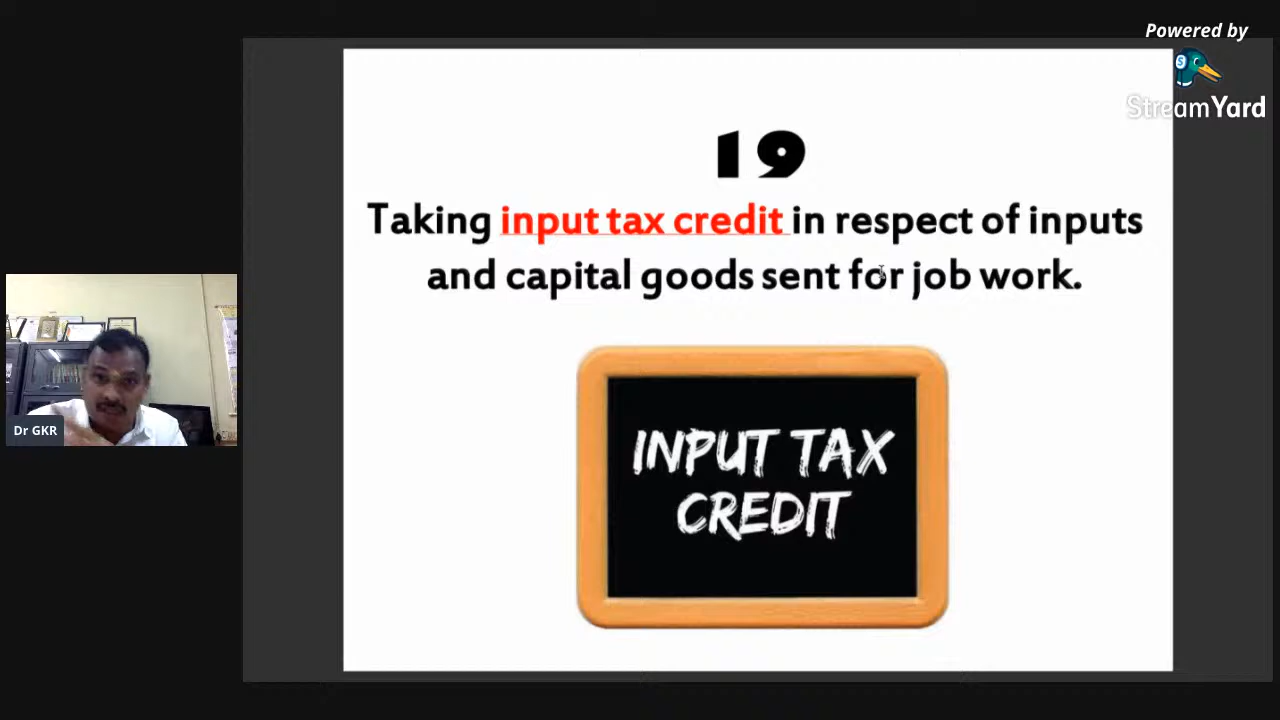 Powered by
StreamYard
19
Taking input tax credit in respect of inputs
and capital goods sent for job work.
INPUT TAX
CREDIT
Dr GKR